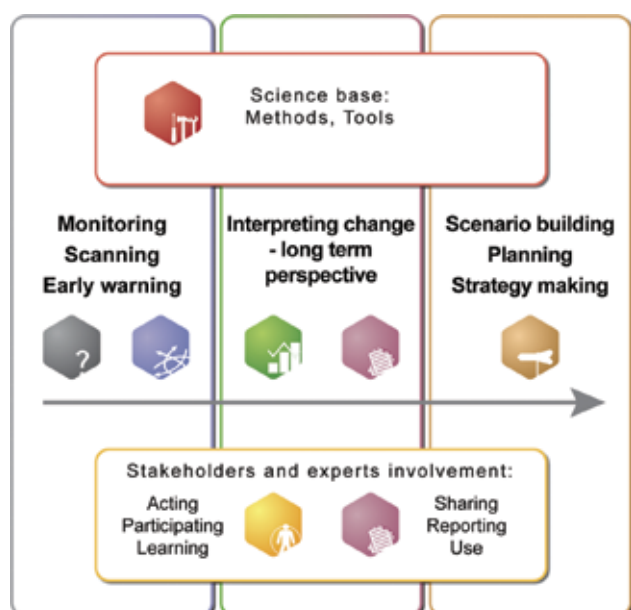 Science base:
Methods, Tools
Monitoring
Scanning
Early warning
Interpreting change
- long term
perspective
Scenario building
Planning
Strategy making
?
Stakeholders and experts involvement:
Acting
Participating
Learning
Sharing
Reporting
Use